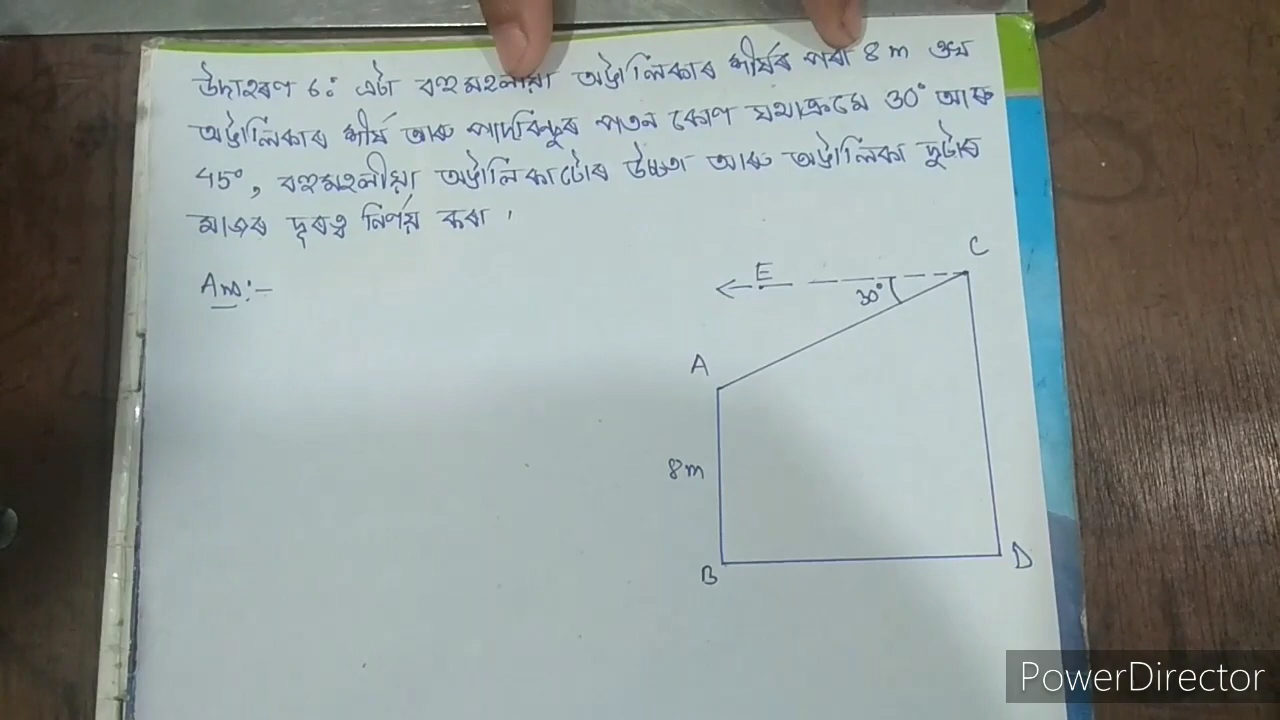 উদাহৰণ 6: এটা বহুমহলীয়া অট্টালিকাৰ শীৰ্ষৰ পৰা 8 m ওখ
অট্টালিকাৰ শীৰ্ষ আৰু পাদবিন্দুৰ পতন কোণ যথাক্ৰমে 30° আৰু
45°, বহুমহলীয়া অট্টালিকাটোৰ উচ্চতা আৰু অট্টালিকা দুটাৰ
মাজৰ দূৰত্ব নিৰ্ণয় কৰা ।
Ans:-
C
E
30°
A
8m
B
D
PowerDirector